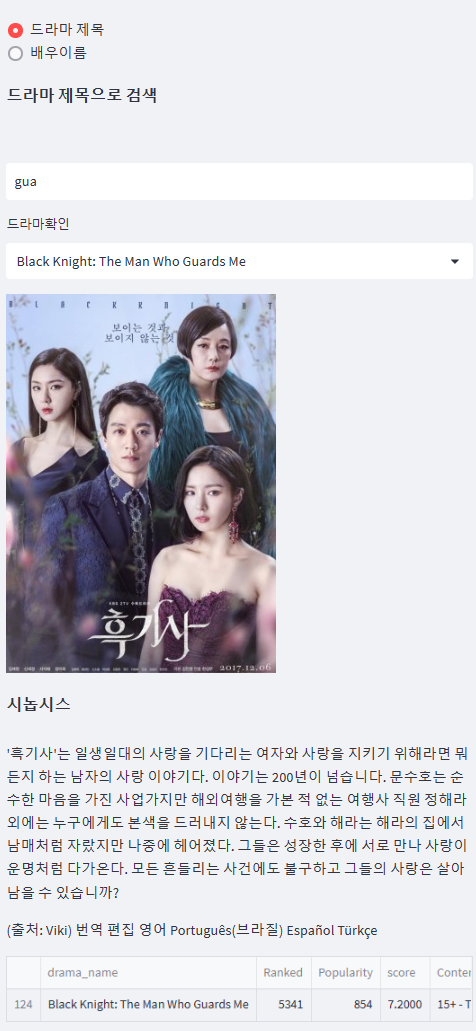 드라마 제목
배우이름
드라마 제목으로 검색
gua
드라마확인
Black Knight: The Man Who Guards Me
BLACKKNIGHT
보이는 것과
보이지 않는 것
흑기사
2017.12.06
시놉시스
'흑기사'는 일생일대의 사랑을 기다리는 여자와 사랑을 지키기 위해라면 뭐
든지 하는 남자의 사랑 이야기다. 이야기는 200년이 넘습니다. 문수호는 순
수한 마음을 가진 사업가지만 해외여행을 가본 적 없는 여행사 직원 정해라
외에는 누구에게도 본색을 드러내지 않는다. 수호와 해라는 해라의 집에서
남매처럼 자랐지만 나중에 헤어졌다. 그들은 성장한 후에 서로 만나 사랑이
운명처럼 다가온다. 모든 흔들리는 사건에도 불구하고 그들의 사랑은 살아
남을 수 있습니까?
(출처: Viki) 번역 편집 영어 Português(브라질) Español Türkçe
drama_name Ranked Popularity score Conter
124 Black Knight: The Man Who Guards Me 5341 854 7.2000 15+ - T